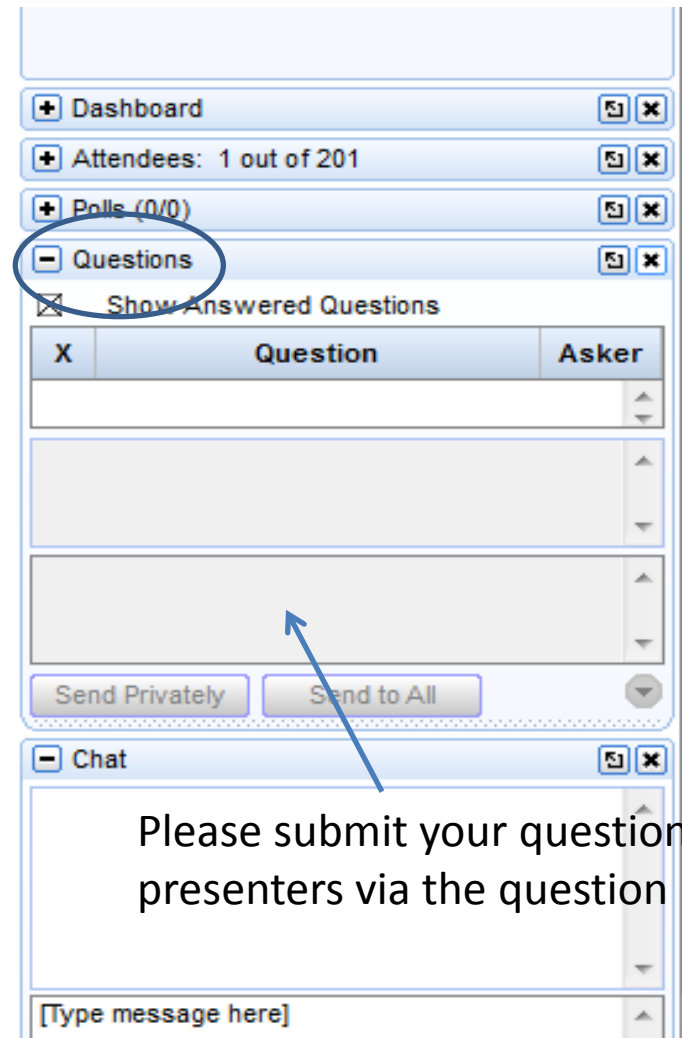 Dashboard
Attendees: 1 out of 201
Polls (0/0)
Questions
Show Answered Questions
X Question Asker
Send Privately Send to All
Chat
Please submit your question
presenters via the question
[Type message here]